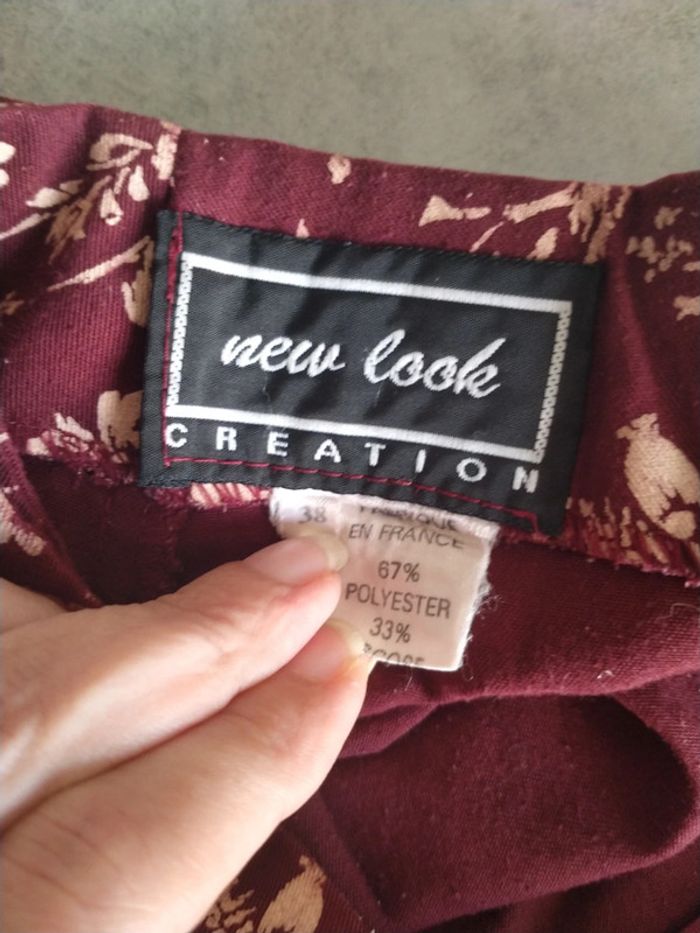 new look
CREATION
38
EN FRANCE
67%
POLYESTER
33%